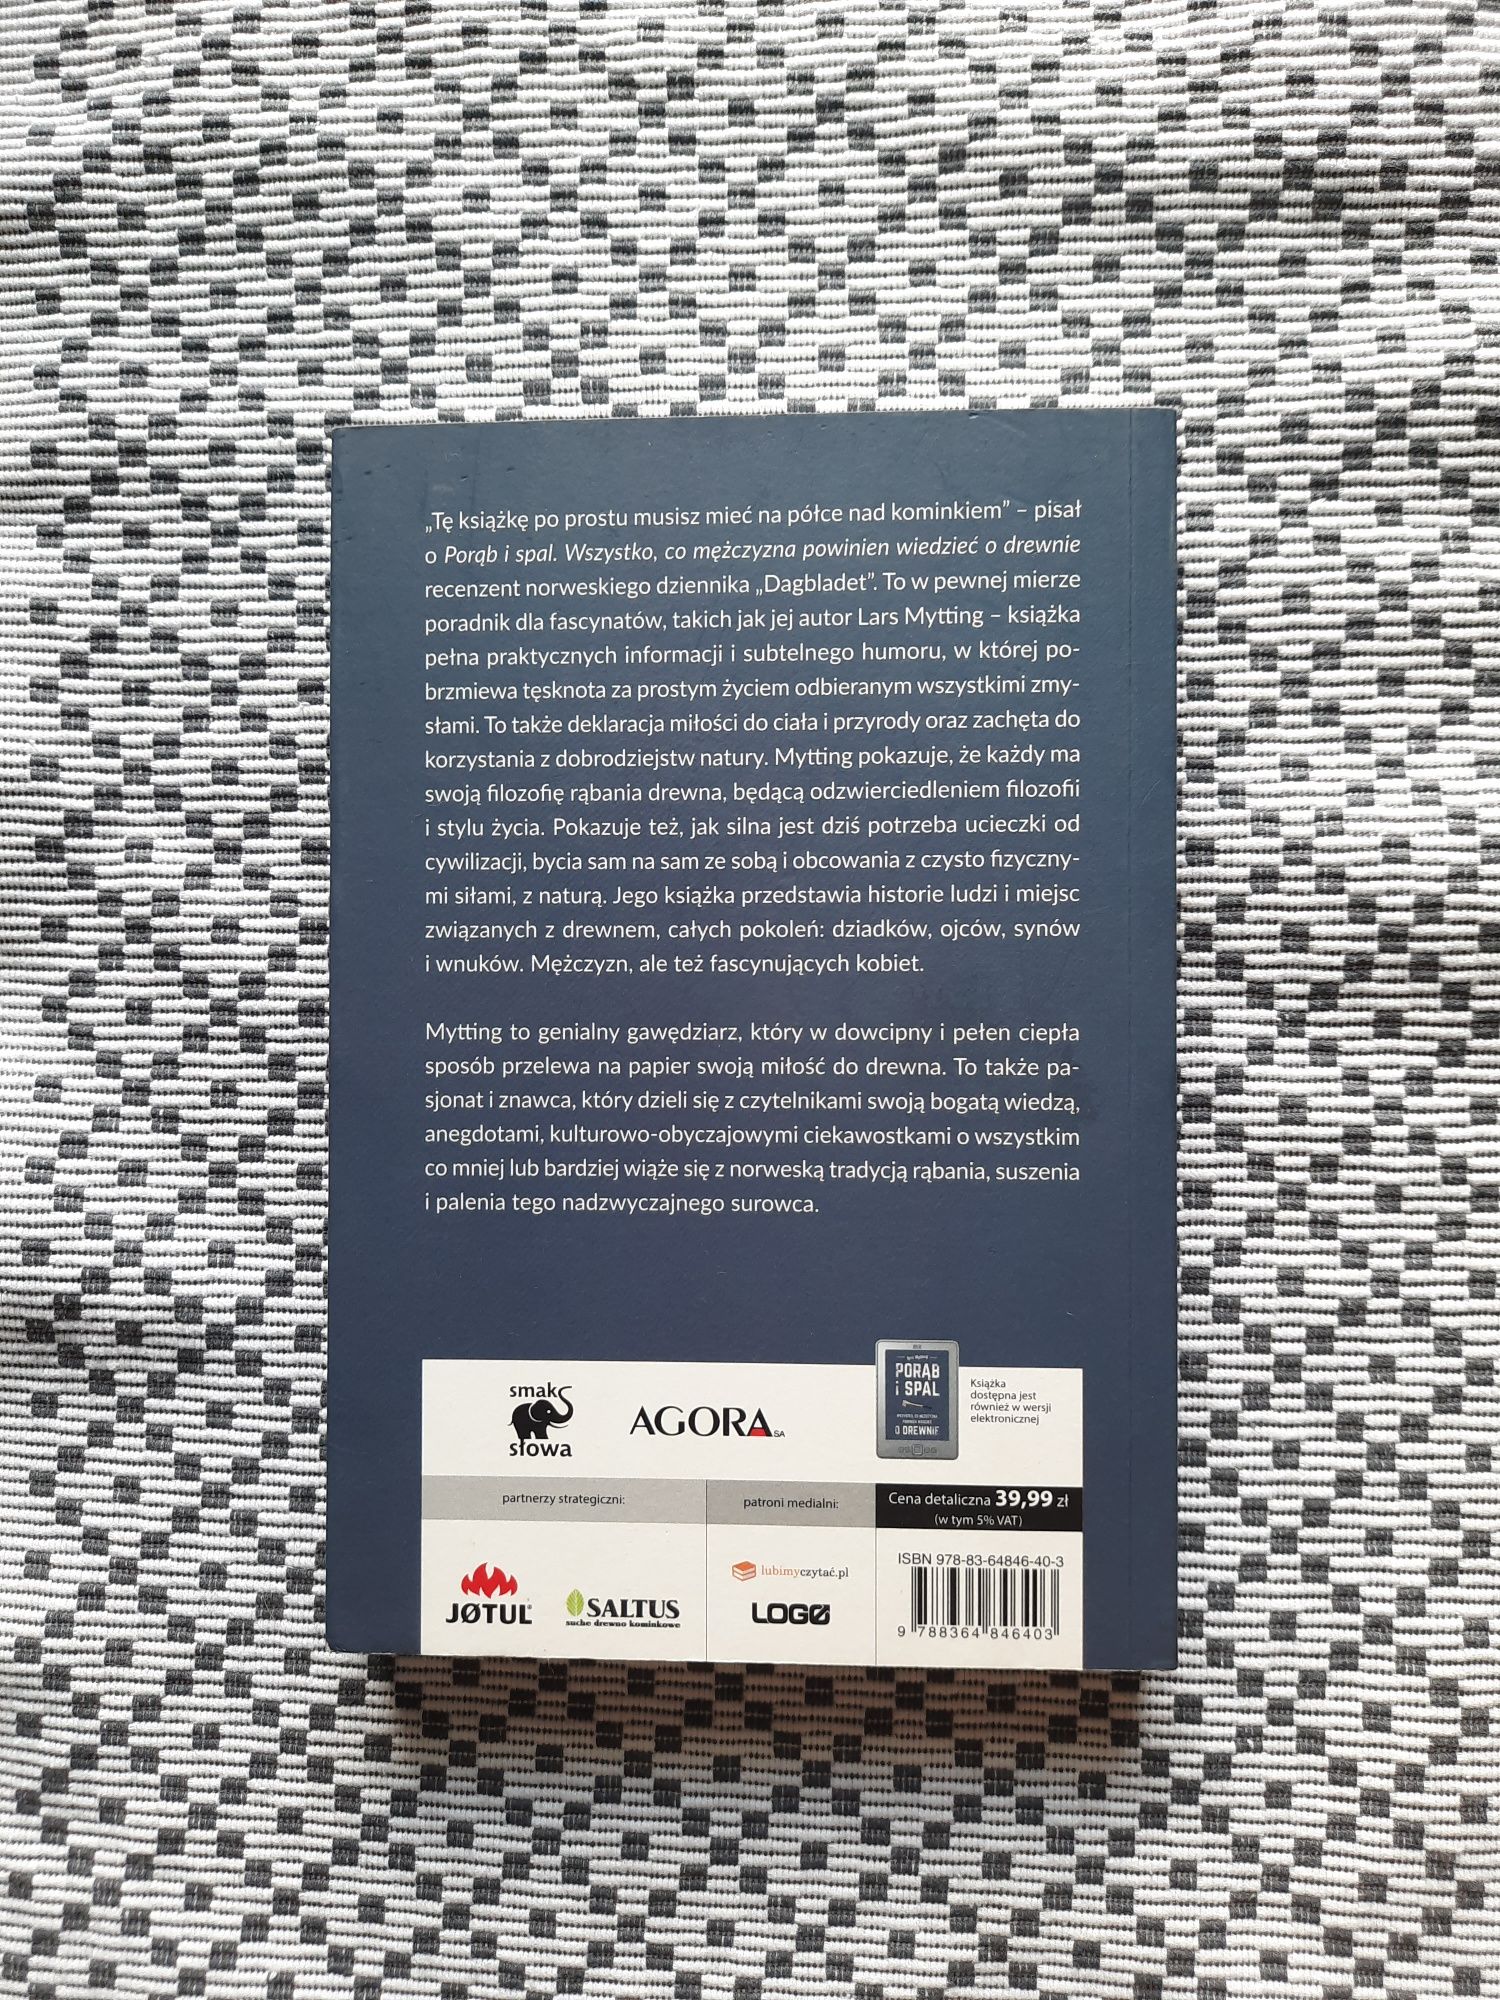 „Tę książkę po prostu musisz mieć na półce nad kominkiem” – pisał
o Porąb i spal. Wszystko, co mężczyzna powinien wiedzieć o drewnie
recenzent norweskiego dziennika „Dagbladet”. To w pewnej mierze
poradnik dla fascynatów, takich jak jej autor Lars Mytting – książka
pełna praktycznych informacji i subtelnego humoru, w której po-
brzmiewa tęsknota za prostym życiem odbieranym wszystkimi zmy-
słami. To także deklaracja miłości do ciała i przyrody oraz zachęta do
korzystania z dobrodziejstw natury. Mytting pokazuje, że każdy ma
swoją filozofię rąbania drewna, będącą odzwierciedleniem filozofii
i stylu życia. Pokazuje też, jak silna jest dziś potrzeba ucieczki od
cywilizacji, bycia sam na sam ze sobą i obcowania z czysto fizyczny-
mi siłami, z naturą. Jego książka przedstawia historie ludzi i miejsc
związanych z drewnem, całych pokoleń: dziadków, ojców, synów
i wnuków. Mężczyzn, ale też fascynujących kobiet.
Mytting to genialny gawędziarz, który w dowcipny i pełen ciepła
sposób przelewa na papier swoją miłość do drewna. To także pa-
sjonat i znawca, który dzieli się z czytelnikami swoją bogatą wiedzą,
anegdotami, kulturowo-obyczajowymi ciekawostkami o wszystkim
co mniej lub bardziej wiąże się z norweską tradycją rąbania, suszenia
i palenia tego nadzwyczajnego surowca.
smak
słowa
AGORA SA
PORĄB
i SPAL
O DREWNIE
Książka
dostępna jest
również w wersji
elektronicznej
partnerzy strategiczni:
JØTUL
SALTUS
suche drewno kominkowe
patroni medialni:
lubimyczytać.pl
LOGO
Cena detaliczna 39,99 zł
(w tym 5% VAT)
ISBN 978-83-64846-40-3
9 788364 846403